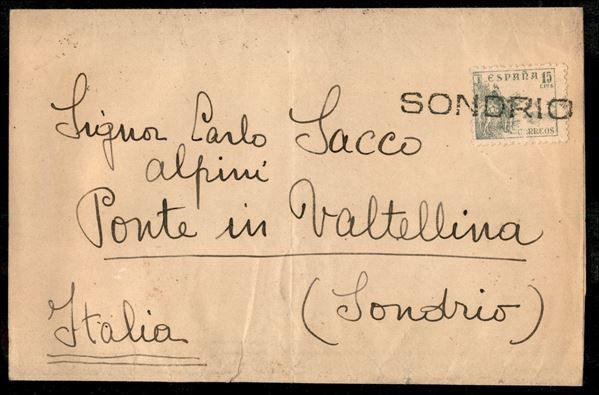 ESPAÑA 15
CTS
SONDRIO
CORREOS
Signor Carlo Sacco
alpini
Ponte in Valtellina
(Sondrio)
Italia